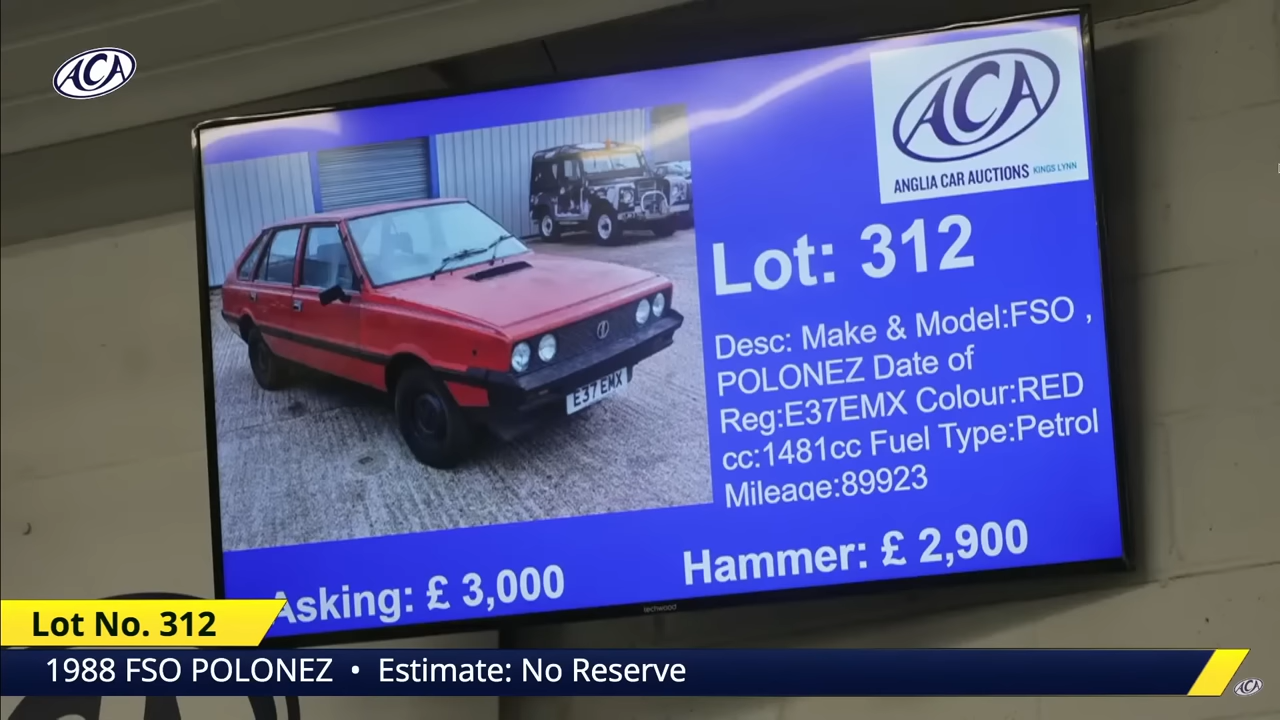 ACA
ACA
ANGLIA CAR AUCTIONS KINGS LYNN
Lot: 312
Desc: Make & Model:FSO ,
POLONEZ Date of
Reg:E37EMX Colour:RED
cc:1481cc Fuel Type:Petrol
Mileage:89923
E37 EMX
Asking: £ 3,000
Hammer: £ 2,900
techwood
Lot No. 312
1988 FSO POLONEZ • Estimate: No Reserve
ACA